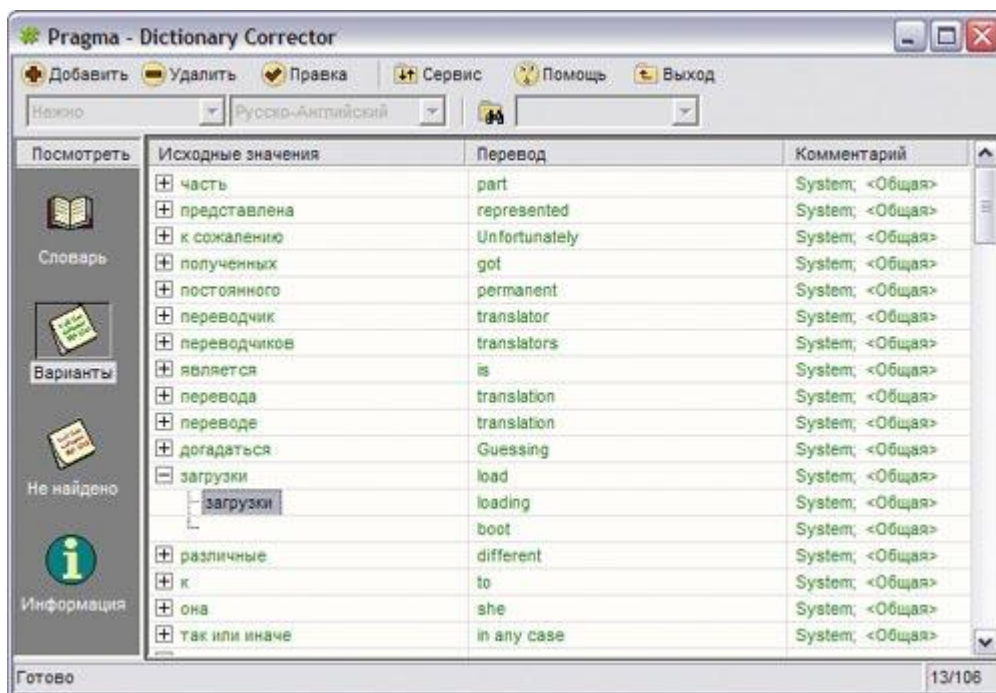 Pragma - Dictionary Corrector
Добавить Удалить Правка Сервис Помощь Выход
Нежно Русско-Английский
Посмотреть Исходные значения Перевод Комментарий
часть part System; <Общая>
представлена represented System; <Общая>
к сожалению Unfortunately System; <Общая>
полученных got System; <Общая>
постоянного permanent System; <Общая>
переводчик translator System; <Общая>
переводчиков translators System; <Общая>
является is System; <Общая>
перевода translation System; <Общая>
переводе translation System; <Общая>
догадаться Guessing System; <Общая>
загрузки load System; <Общая>
загрузки loading System; <Общая>
boot System; <Общая>
различные different System; <Общая>
к to System; <Общая>
она she System; <Общая>
так или иначе in any case System; <Общая>
Словарь
Варианты
Не найдено
Информация
Готово 13/106